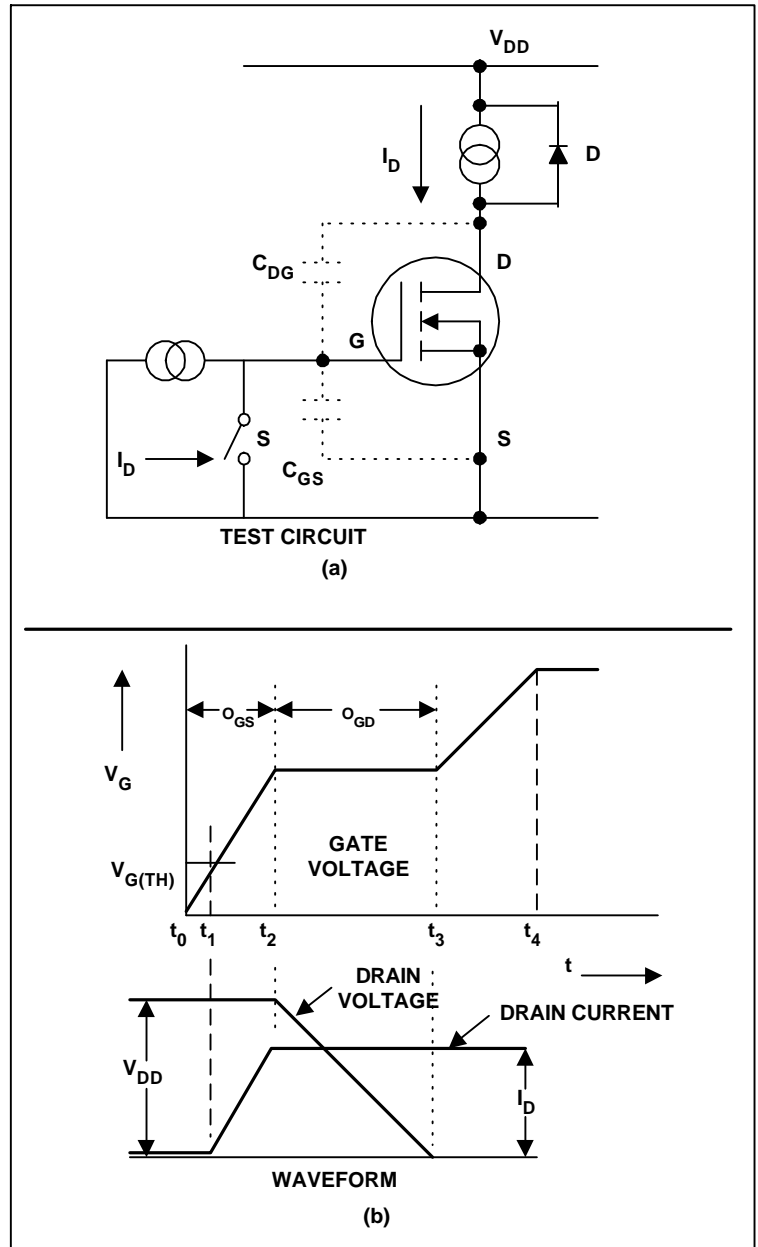 V_DD
I_D
D
C_DG
D
G
S
S
I_D
C_GS
TEST CIRCUIT
(a)
O_GS
O_GD
V_G
GATE
VOLTAGE
V_G(TH)
t_0 t_1 t_2 t_3 t_4
t
DRAIN
VOLTAGE
DRAIN CURRENT
V_DD
I_D
WAVEFORM
(b)